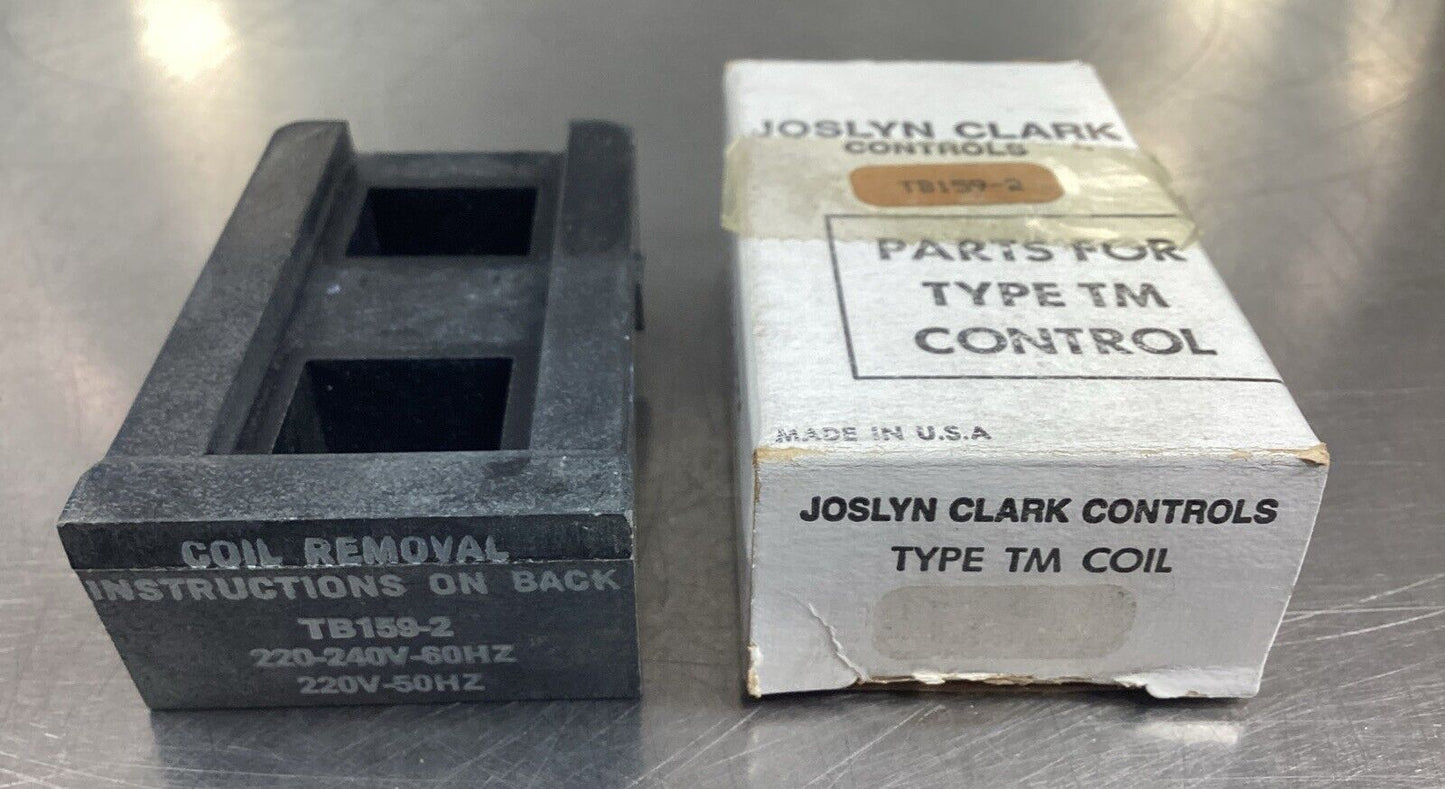 COIL REMOVAL
INSTRUCTIONS ON BACK
TB159-2
220-240V-60HZ
220V-50HZ
JOSLYN CLARK
CONTROLS
TB159-2
PARTS FOR
TYPE TM
CONTROL
MADE IN U.S.A
JOSLYN CLARK CONTROLS
TYPE TM COIL